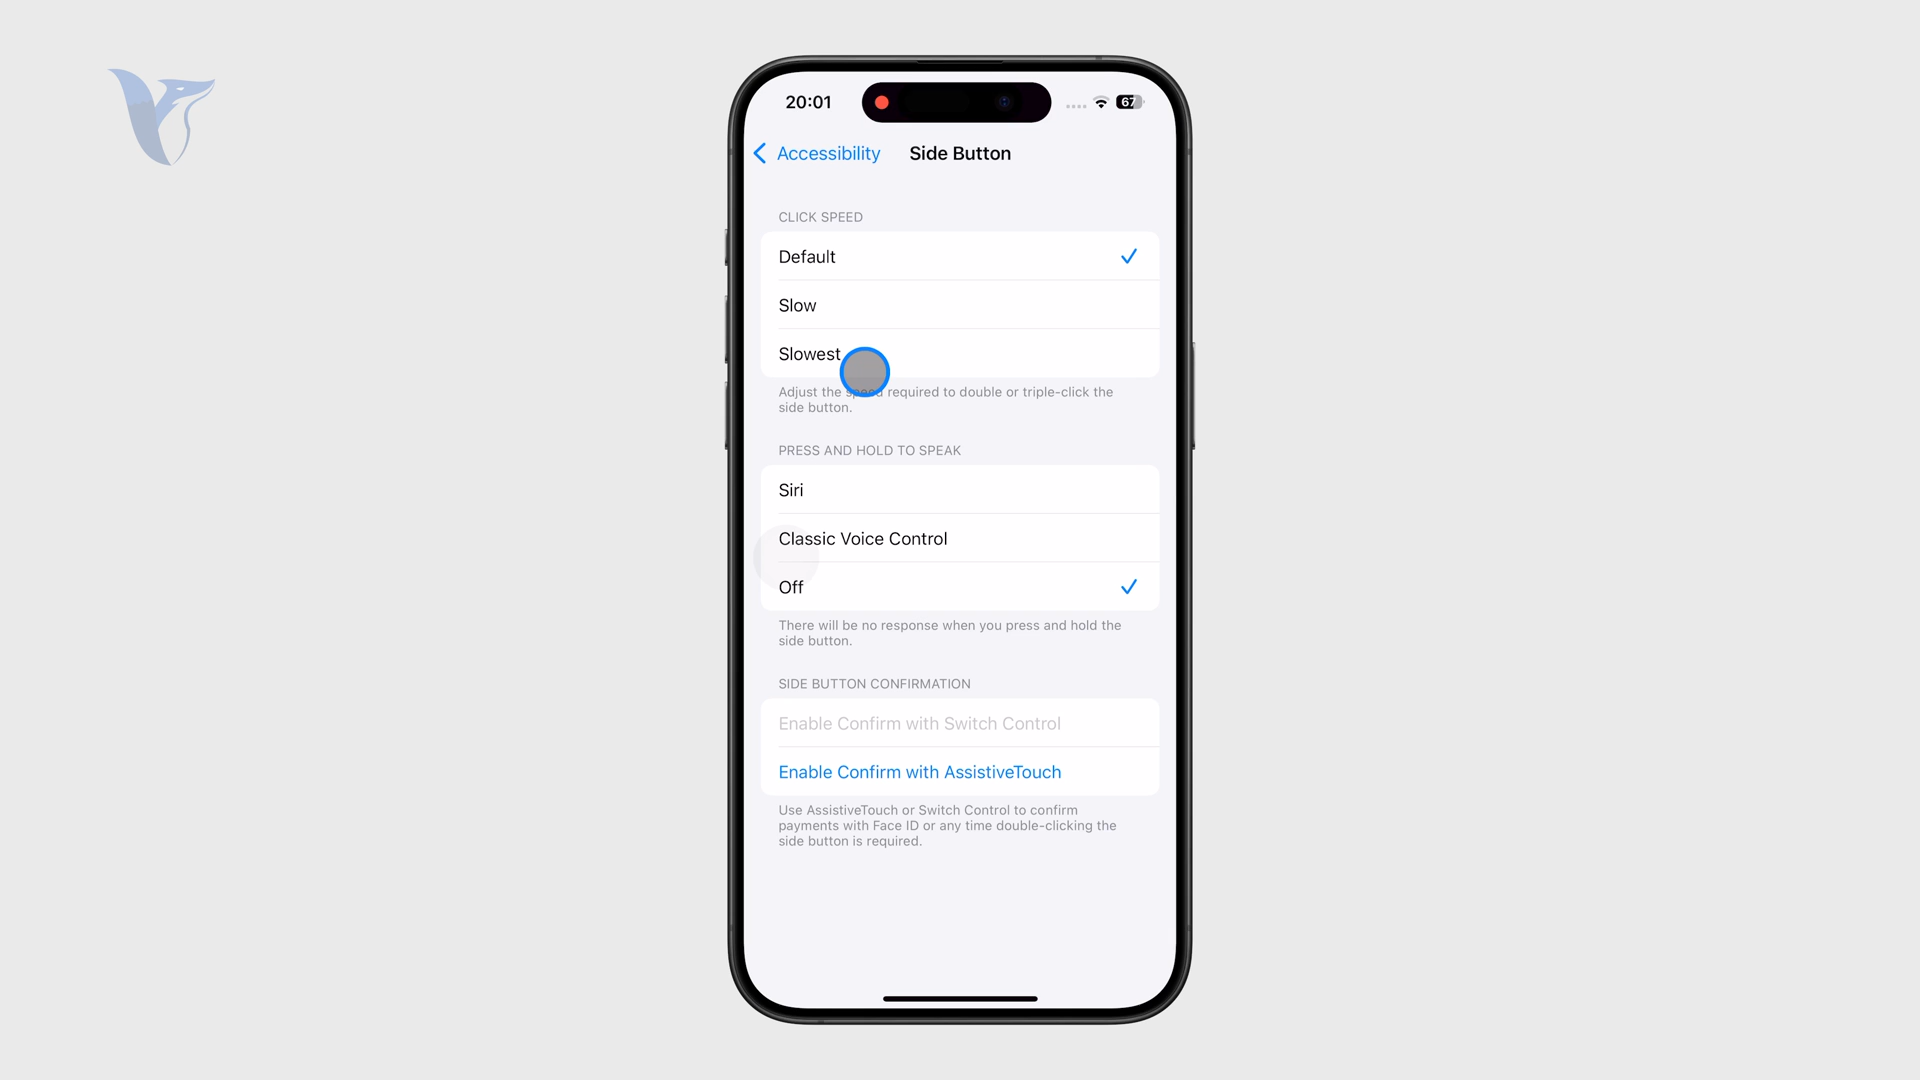 20:01
67
Accessibility
Side Button
CLICK SPEED
Default
Slow
Slowest
Adjust the speed required to double or triple-click the
side button.
PRESS AND HOLD TO SPEAK
Siri
Classic Voice Control
Off
There will be no response when you press and hold the
side button.
SIDE BUTTON CONFIRMATION
Enable Confirm with Switch Control
Enable Confirm with AssistiveTouch
Use AssistiveTouch or Switch Control to confirm
payments with Face ID or any time double-clicking the
side button is required.